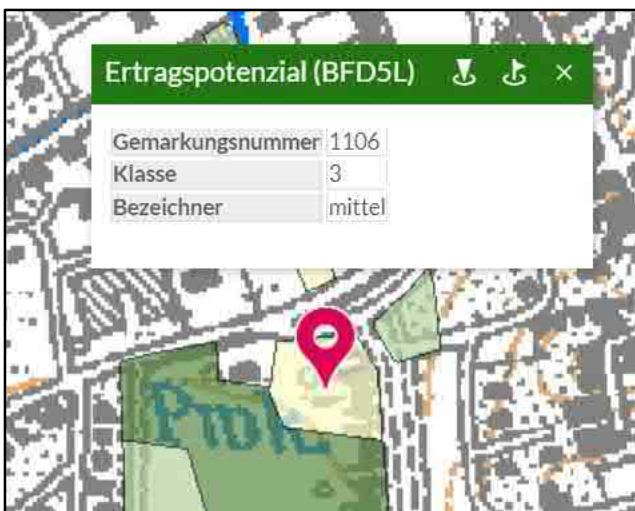 Ertragspotenzial (BFD5L)
Gemarkungsnummer 1106
Klasse 3
Bezeichner mittel